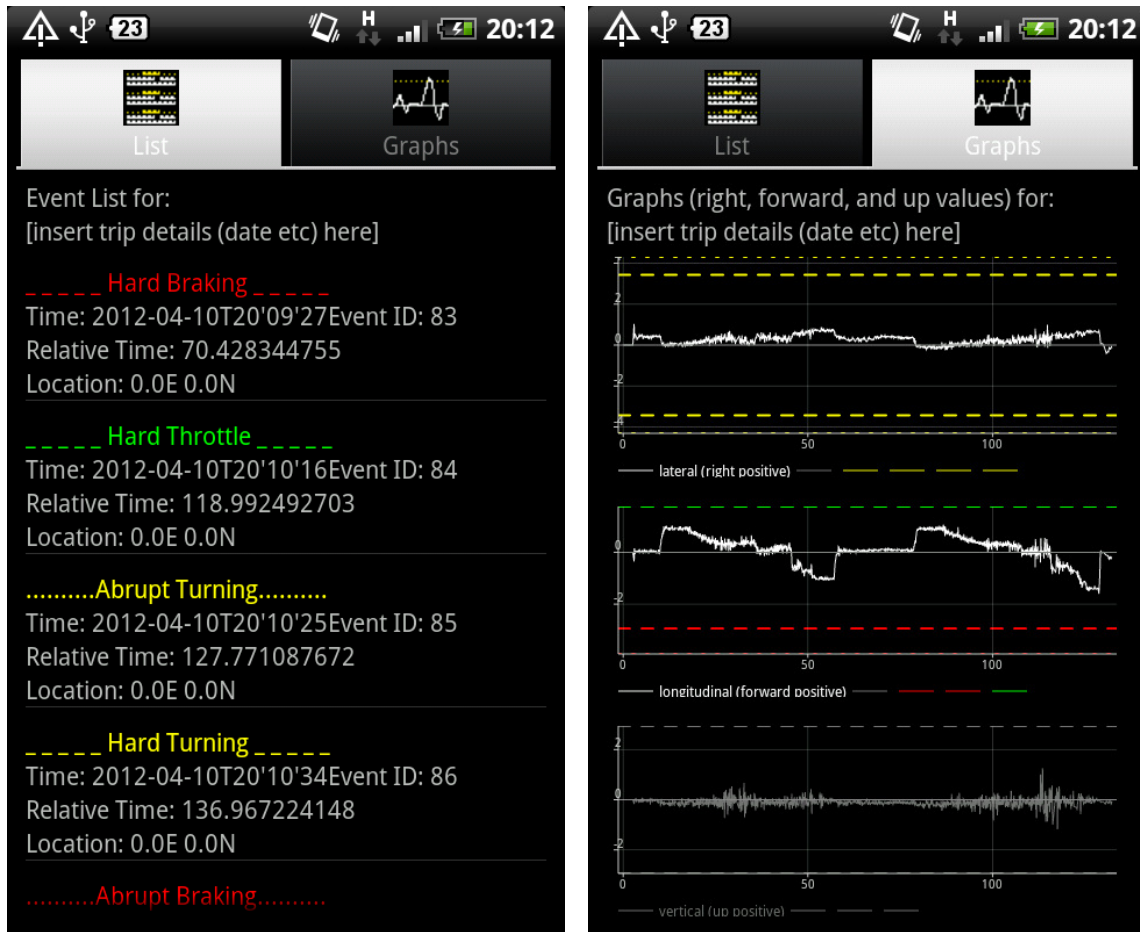 23 H 20:12
List Graphs
Event List for:
[insert trip details (date etc) here]
_ _ _ _ _ Hard Braking _ _ _ _ _
Time: 2012-04-10T20'09'27Event ID: 83
Relative Time: 70.428344755
Location: 0.0E 0.0N
_ _ _ _ _ Hard Throttle _ _ _ _ _
Time: 2012-04-10T20'10'16Event ID: 84
Relative Time: 118.992492703
Location: 0.0E 0.0N
..........Abrupt Turning..........
Time: 2012-04-10T20'10'25Event ID: 85
Relative Time: 127.771087672
Location: 0.0E 0.0N
_ _ _ _ _ Hard Turning _ _ _ _ _
Time: 2012-04-10T20'10'34Event ID: 86
Relative Time: 136.967224148
Location: 0.0E 0.0N
..........Abrupt Braking..........
23 H 20:12
List Graphs
Graphs (right, forward, and up values) for:
[insert trip details (date etc) here]
2
0
-2
-4
0 50 100
lateral (right positive)
0
-2
0 50 100
longitudinal (forward positive)
2
0
-2
0 50 100
vertical (up positive)